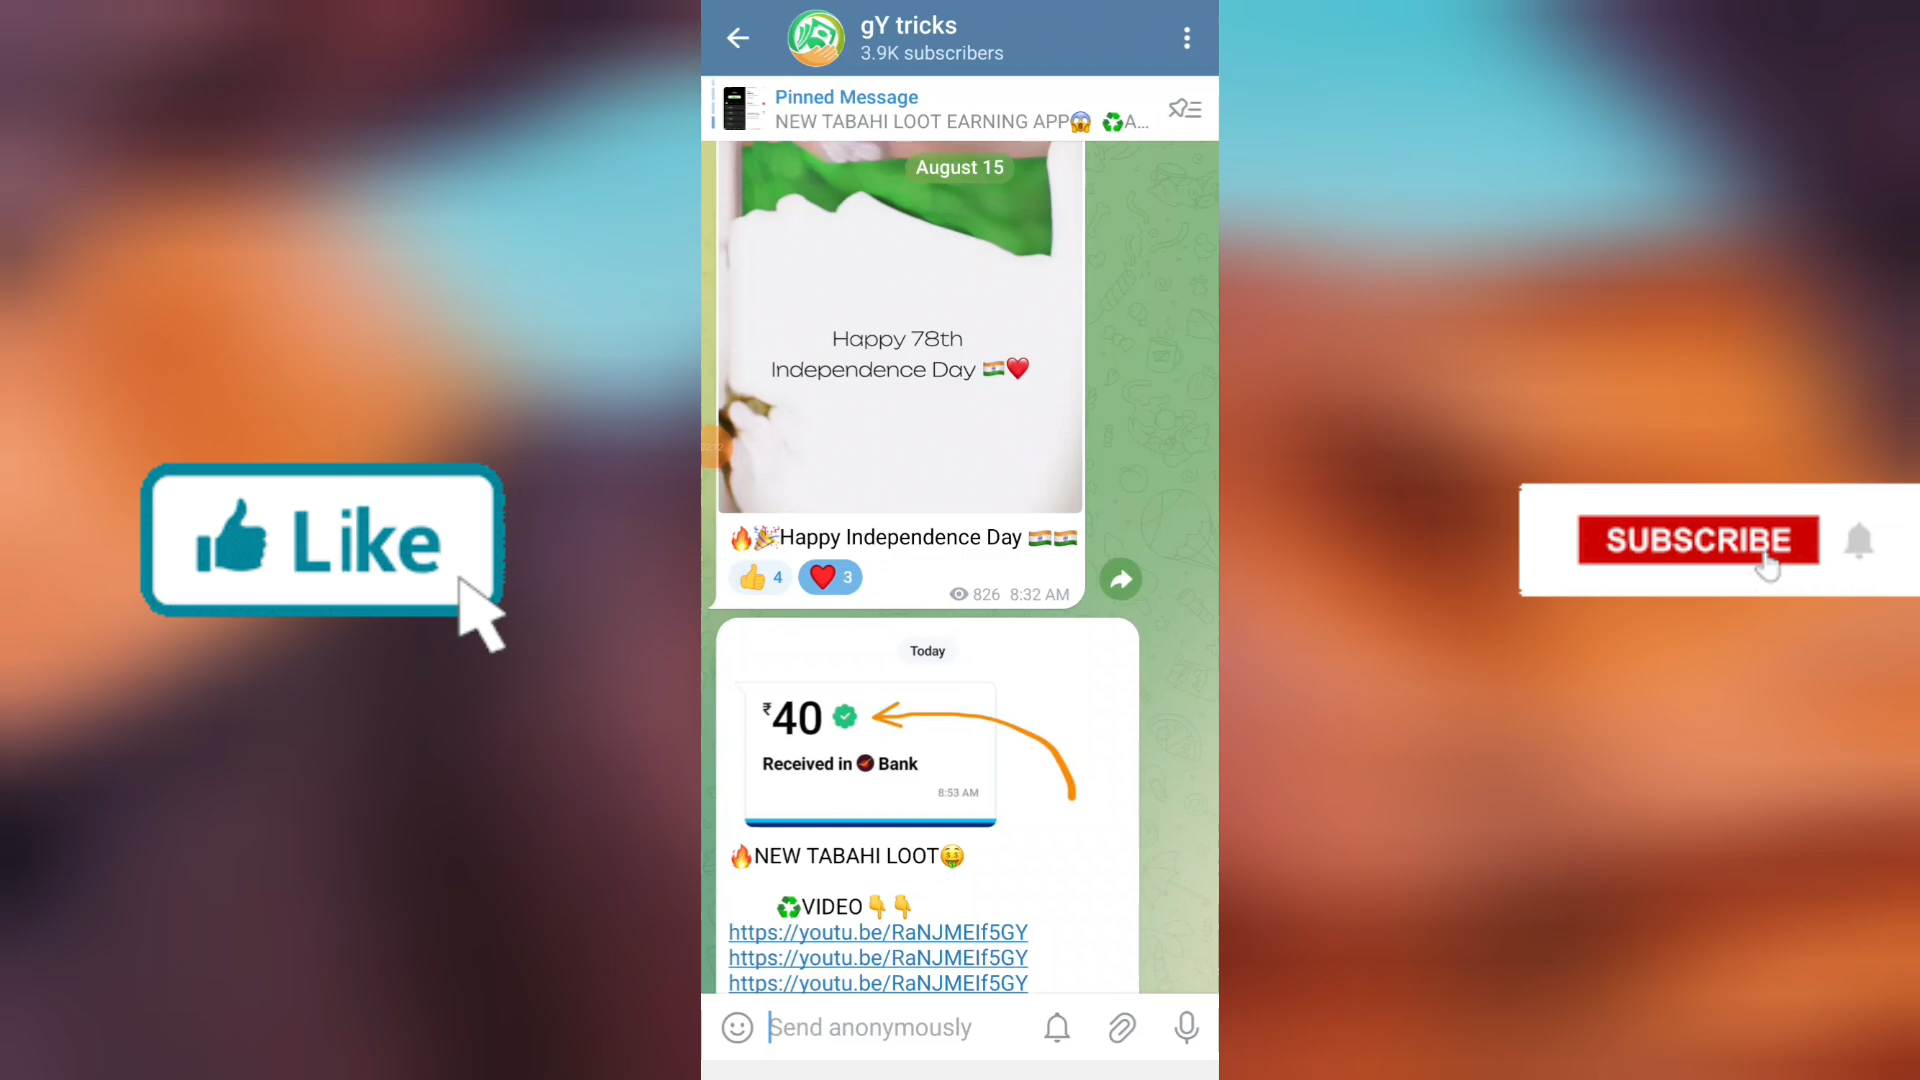 gY tricks
3.9K subscribers
Pinned Message
NEW TABAHI LOOT EARNING APP😱 ♻️A...
August 15
Happy 78th
Independence Day 🇮🇳❤️
🔥🎉Happy Independence Day 🇮🇳🇮🇳
👍 4 ❤️ 3
826 8:32 AM
Today
₹40
Received in Bank
8:53 AM
🔥NEW TABAHI LOOT🤑
♻️VIDEO👇👇
https://youtu.be/RaNJMEIf5GY
https://youtu.be/RaNJMEIf5GY
https://youtu.be/RaNJMEIf5GY
Send anonymously
Like
SUBSCRIBE